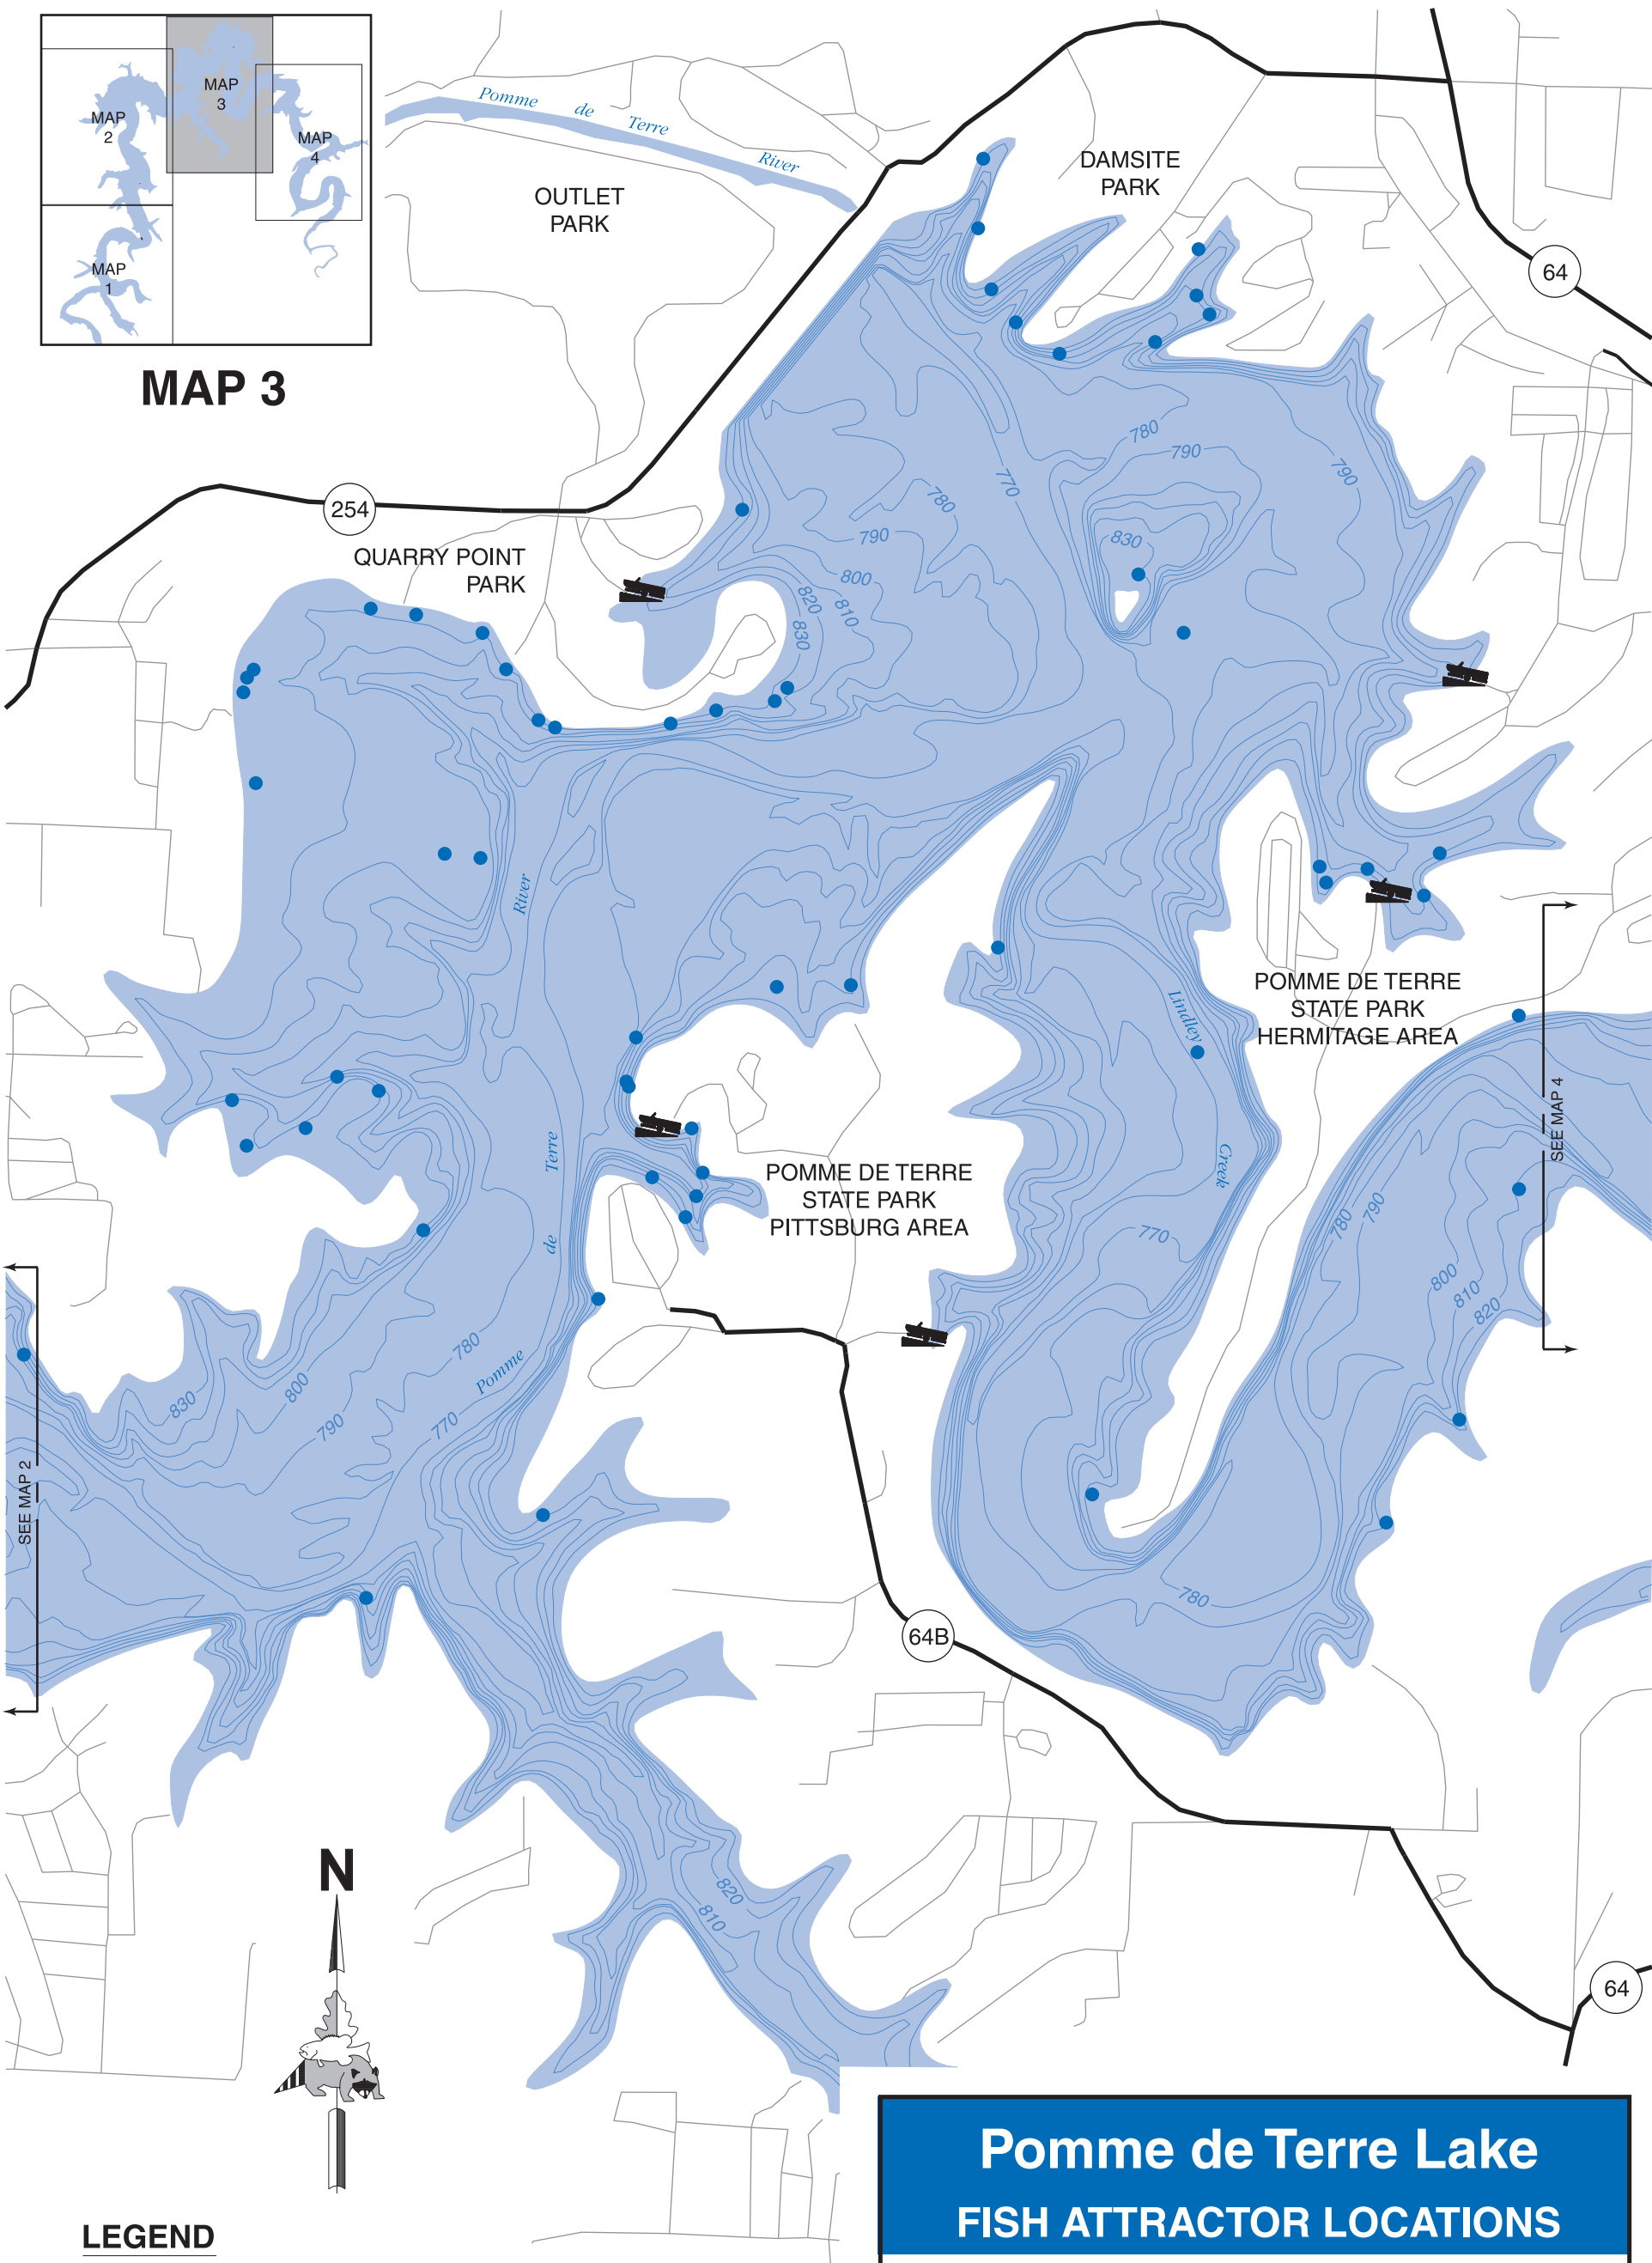 MAP
3
MAP
2
MAP
4
MAP
1
MAP 3
Pomme de Terre River
OUTLET
PARK
DAMSITE
PARK
64
254
QUARRY POINT
PARK
780
790
770
780
790
830
790
800
820
810
830
River
Terre
de
Pomme
Lindley
Creek
POMME DE TERRE
STATE PARK
HERMITAGE AREA
SEE MAP 4
POMME DE TERRE
STATE PARK
PITTSBURG AREA
770
780
790
800
810
820
780
830
800
790
770
SEE MAP 2
780
64B
820
810
N
64
Pomme de Terre Lake
FISH ATTRACTOR LOCATIONS
LEGEND